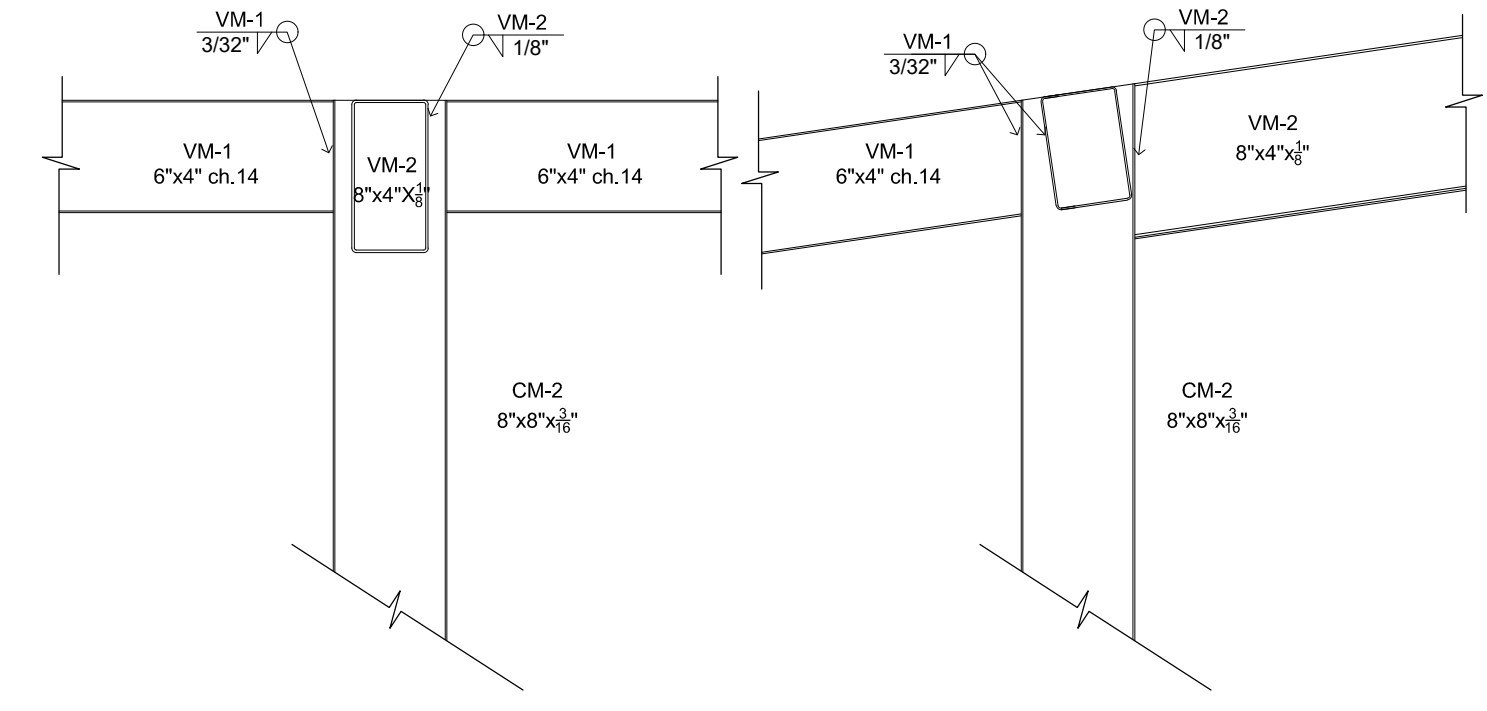 VM-1
3/32"
VM-2
1/8"
VM-1
6"x4" ch.14
VM-2
8"x4"X1/8"
VM-1
6"x4" ch.14
CM-2
8"x8"x3/16"
VM-1
3/32"
VM-2
1/8"
VM-1
6"x4" ch.14
VM-2
8"x4"x1/8"
CM-2
8"x8"x3/16"